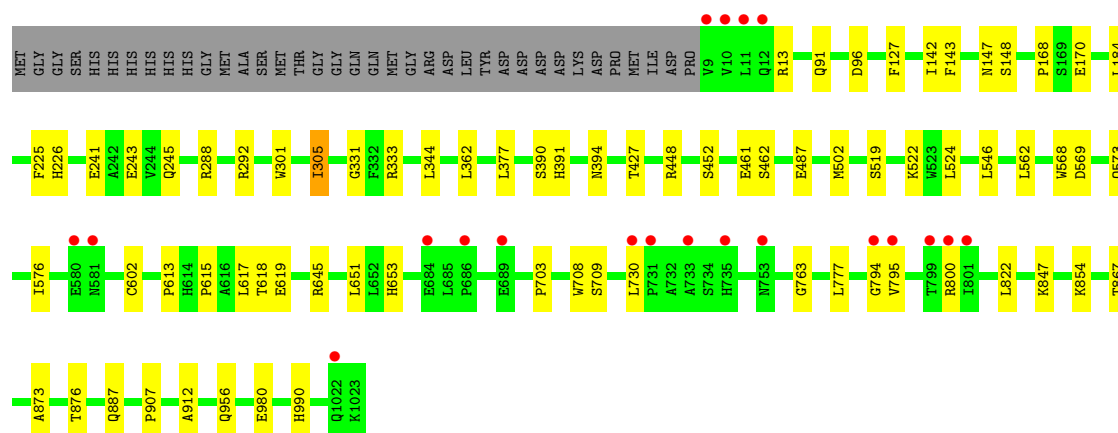 MET GLY GLY SER HIS HIS HIS HIS HIS HIS GLY MET ALA SER MET THR GLY GLY GLN GLN MET GLY ARG ASP LEU TYR ASP ASP ASP ASP LYS ASP PRO MET ILE ASP PRO V9 V10 L11 Q12 R13 Q91 D96 F127 I142 F143 N147 S148 P168 S169 E170 L184
F225 H226 E241 A242 E243 V244 Q245 R288 R292 W301 I305 G331 F332 R333 L344 L362 L377 S390 H391 N394 T427 R448 S452 E461 S462 E487 M502 S519 K522 W523 L524 L546 L562 W568 D569 Q573
I576 E580 N581 C602 P613 H614 P615 A616 L617 T618 E619 R645 L651 L652 H653 E684 L685 P686 E689 P703 W708 S709 L730 P731 A732 A733 S734 H735 N753 G763 L777 G794 V795 T799 R800 I801 L822 K847 K854 T867
A873 T876 Q887 P907 A912 Q956 E980 H990 Q1022 K1023